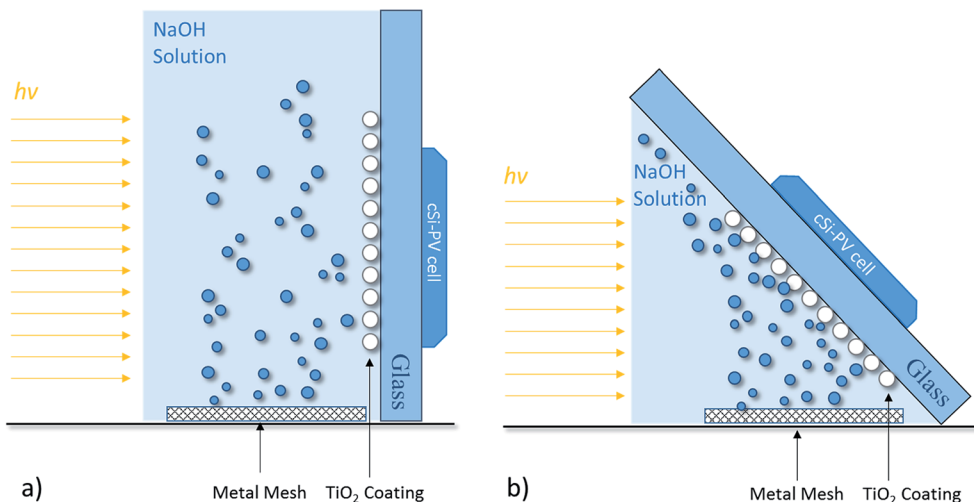 NaOH
Solution
hv
cSi-PV cell
Glass
a)
Metal Mesh
TiO₂ Coating
NaOH
Solution
hv
cSi-PV cell
Glass
b)
Metal Mesh
TiO₂ Coating